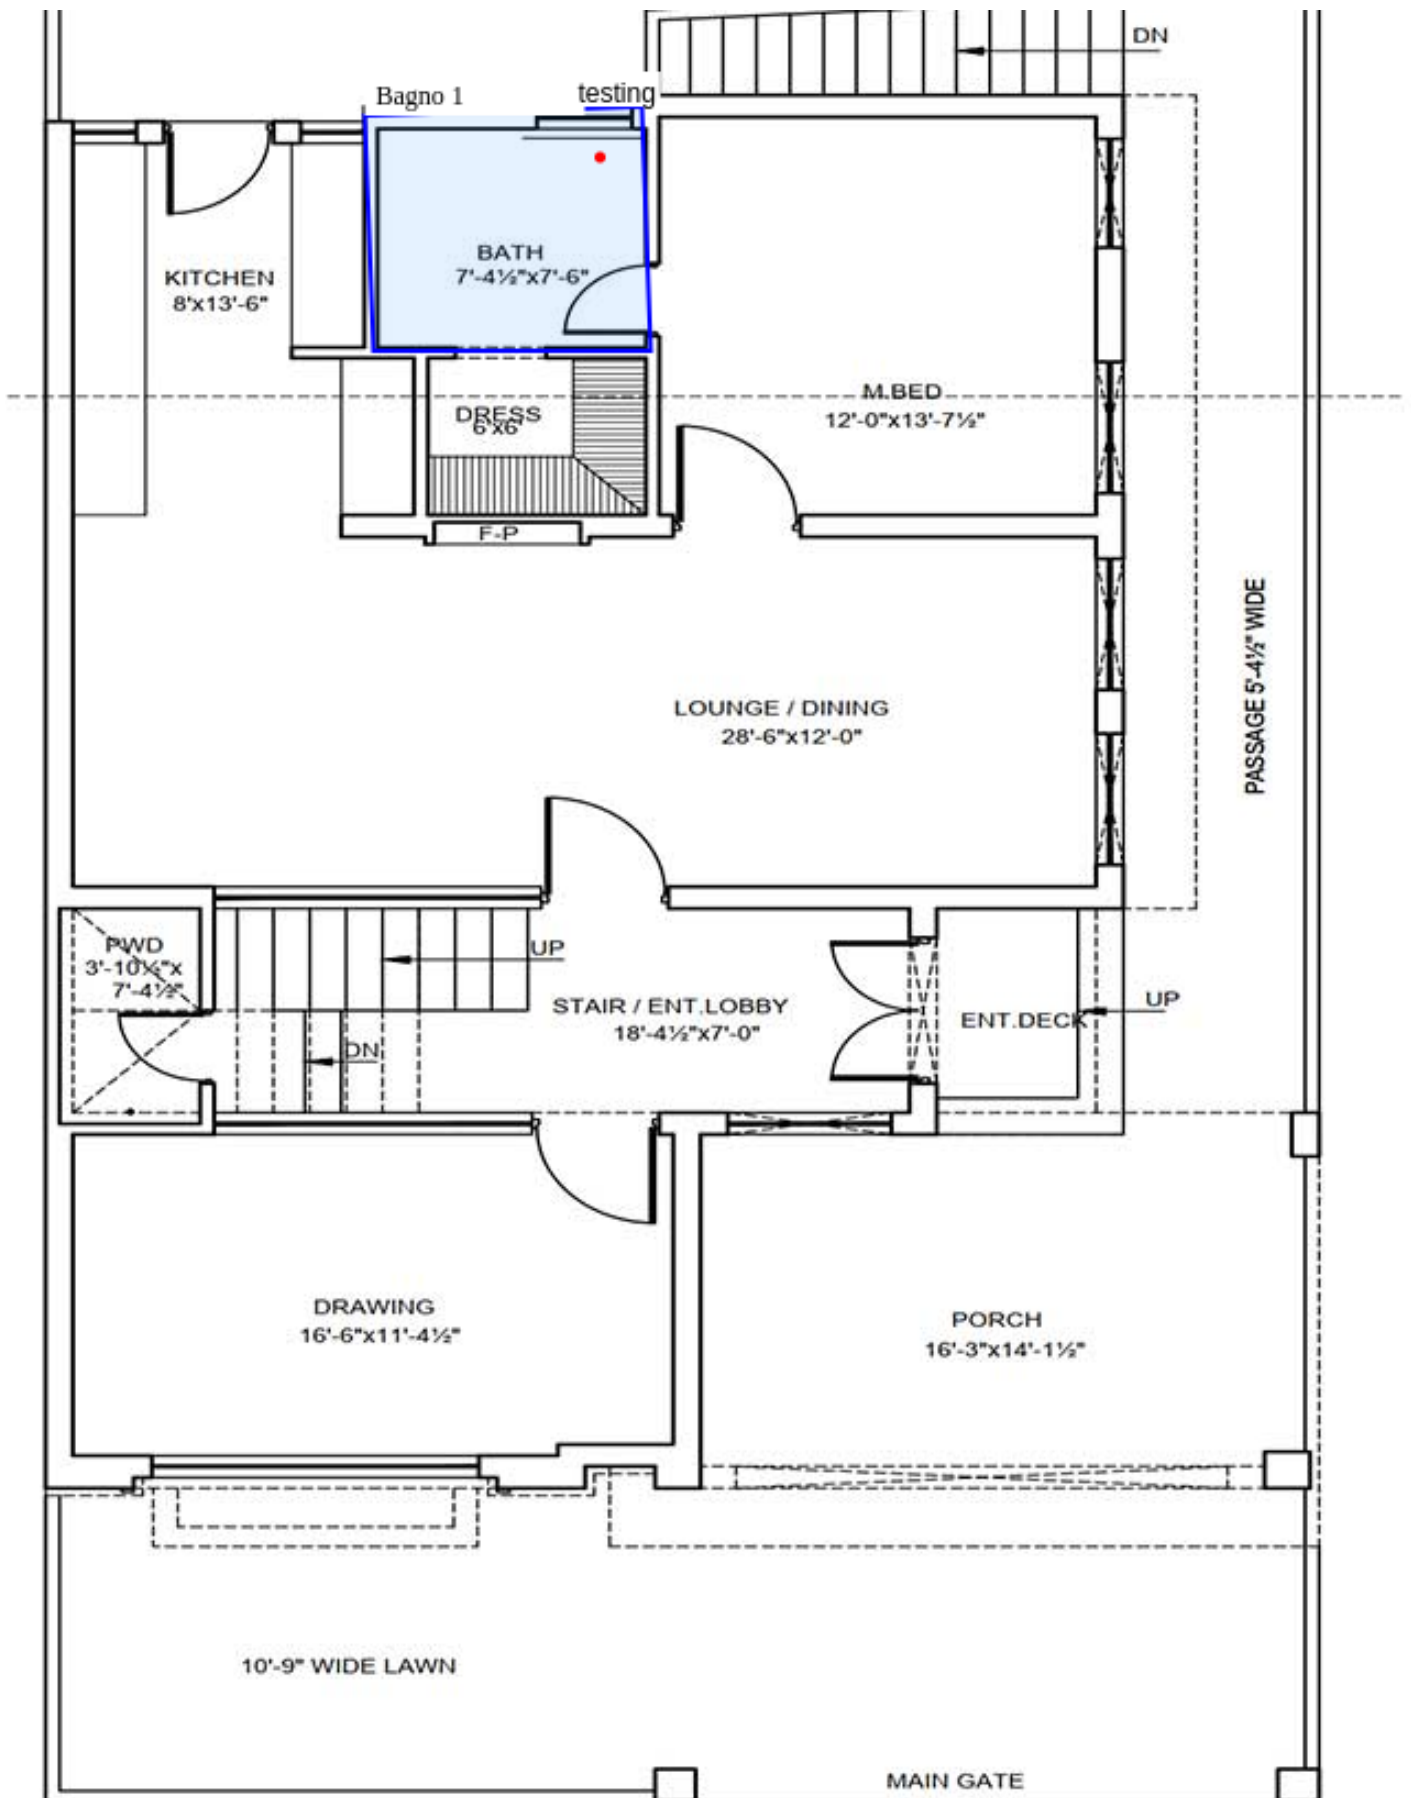 DN
Bagno 1
testing
BATH
7'-4½"x7'-6"
KITCHEN
8'x13'-6"
M.BED
12'-0"x13'-7½"
DRESS
6'x6'
F-P
PASSAGE 5'-4½" WIDE
LOUNGE / DINING
28'-6"x12'-0"
PWD
3'-10½"x
7'-4½"
UP
STAIR / ENT.LOBBY
18'-4½"x7'-0"
UP
ENT.DECK
DN
DRAWING
16'-6"x11'-4½"
PORCH
16'-3"x14'-1½"
10'-9" WIDE LAWN
MAIN GATE